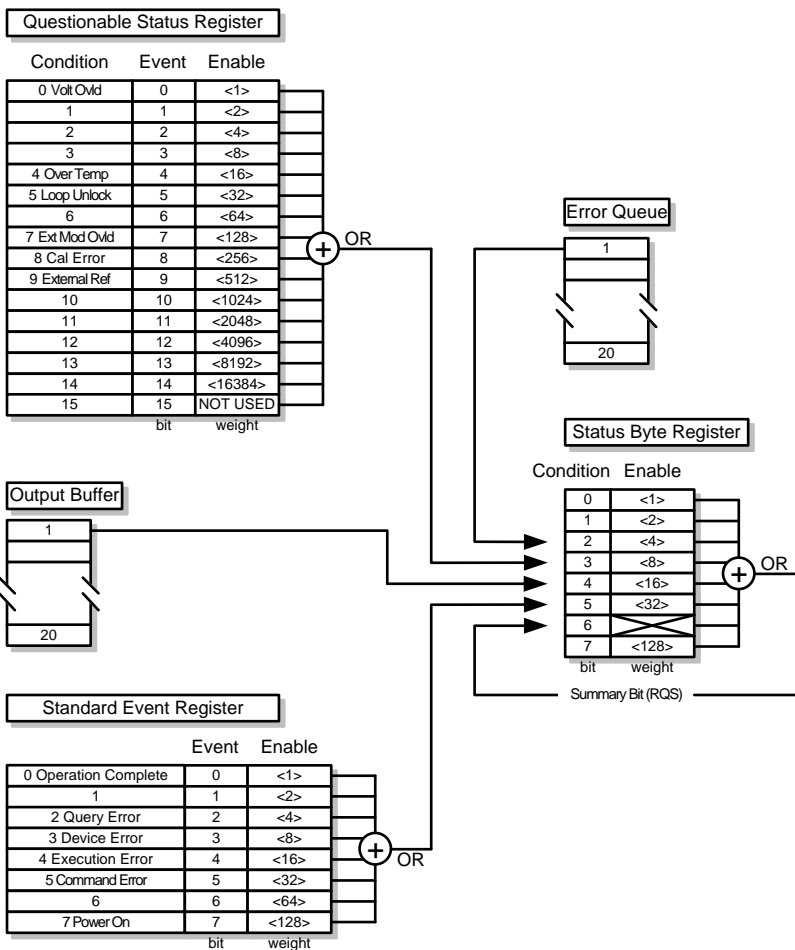 Questionable Status Register
Condition Event Enable
0 Volt Ovld 0 <1>
1 1 <2>
2 2 <4>
3 3 <8>
4 Over Temp 4 <16>
5 Loop Unlock 5 <32>
6 6 <64>
7 Ext Mod Ovld 7 <128>
8 Cal Error 8 <256>
9 External Ref 9 <512>
10 10 <1024>
11 11 <2048>
12 12 <4096>
13 13 <8192>
14 14 <16384>
15 15 NOT USED
bit weight
+ OR
Error Queue
1
20
Output Buffer
1
20
Status Byte Register
Condition Enable
0 <1>
1 <2>
2 <4>
3 <8>
4 <16>
5 <32>
6
7 <128>
bit weight
+ OR
Summary Bit (RQS)
Standard Event Register
Event Enable
0 Operation Complete 0 <1>
1 1 <2>
2 Query Error 2 <4>
3 Device Error 3 <8>
4 Execution Error 4 <16>
5 Command Error 5 <32>
6 6 <64>
7 Power On 7 <128>
bit weight
+ OR